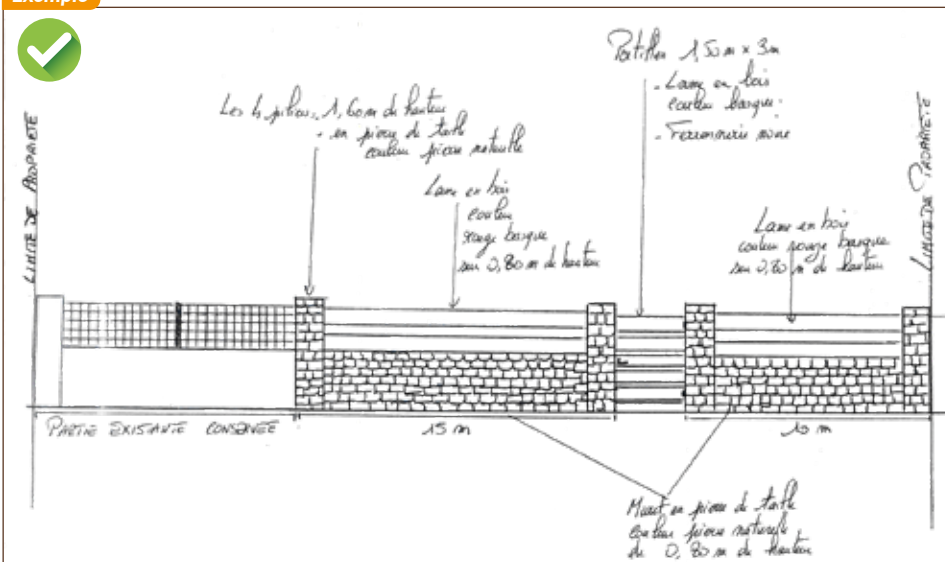 Exemple
Portillon 1,50 m x 3m
- Lame en bois
couleur basque.
- Ferronnerie noire
Les 4 piliers: 1,60 m de hauteur
+ en pierre de taille
couleur pierre naturelle
LIMITE DE PROPRIETE
LIMITE DE PROPRIETE
Lame en bois
couleur
rouge basque
sur 0,80 m de hauteur
Lame en bois
couleur rouge basque
sur 0,80 m de hauteur
PARTIE EXISTANTE CONSERVEE
15 m
10 m
Muret en pierre de taille
couleur pierre naturelle
de 0,80 m de hauteur